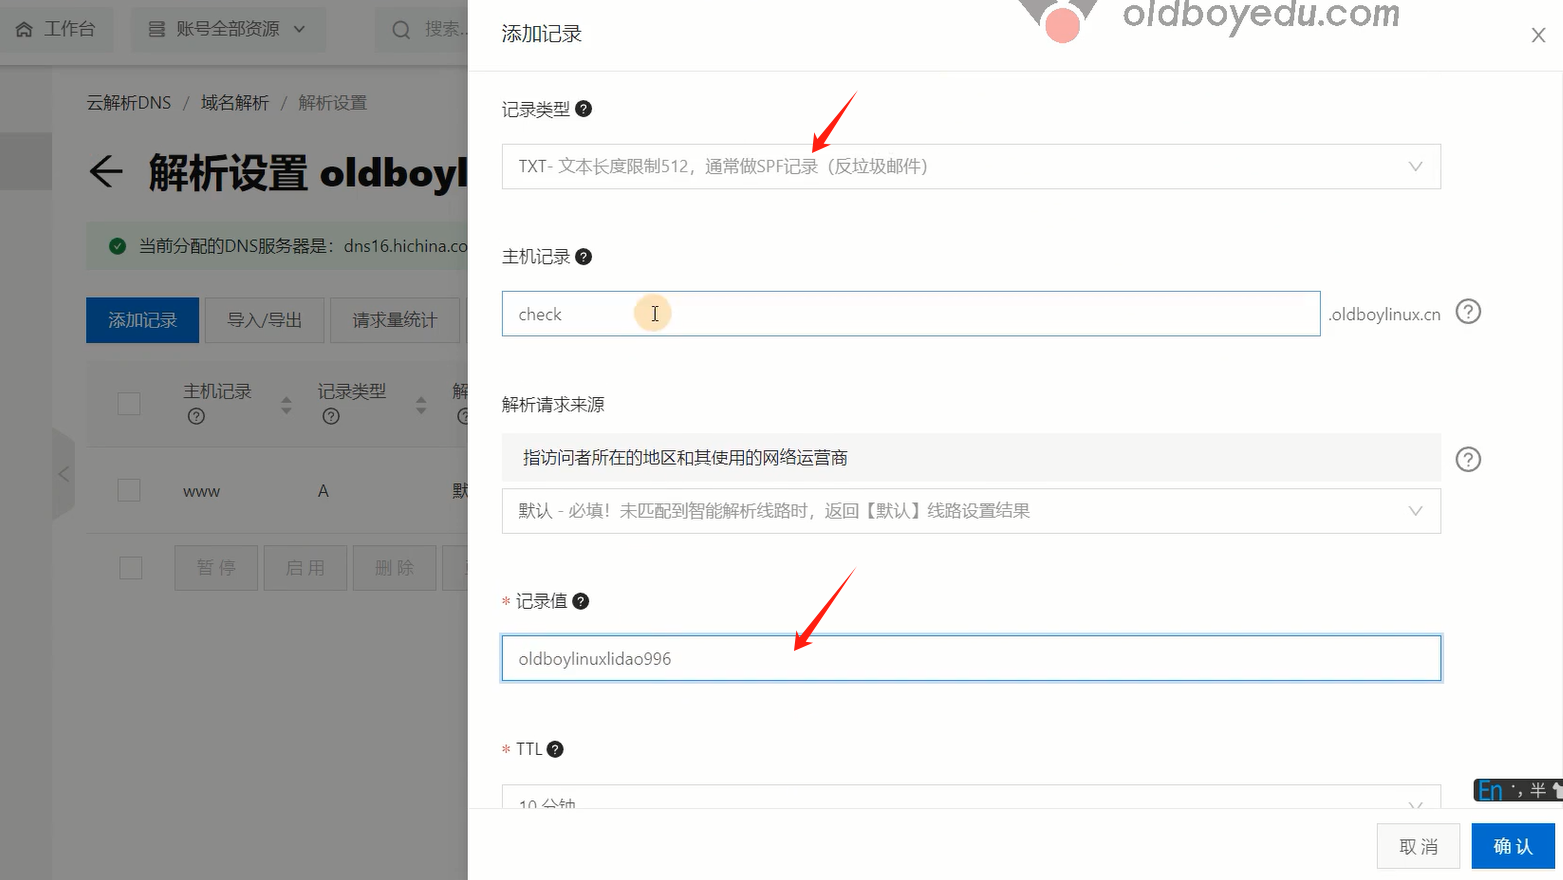 工作台
账号全部资源
搜索...
云解析DNS / 域名解析 / 解析设置
解析设置 oldboyl
当前分配的DNS服务器是：dns16.hichina.co
添加记录
导入/导出
请求量统计
主机记录
记录类型
解
www
A
默
暂 停
启 用
删 除
oldboyedu.com
添加记录
记录类型
TXT- 文本长度限制512，通常做SPF记录（反垃圾邮件）
主机记录
check
.oldboylinux.cn
解析请求来源
指访问者所在的地区和其使用的网络运营商
默认 - 必填！未匹配到智能解析线路时，返回【默认】线路设置结果
* 记录值
oldboylinuxlidao996
* TTL
10 分钟
En ·, 半
取 消
确 认